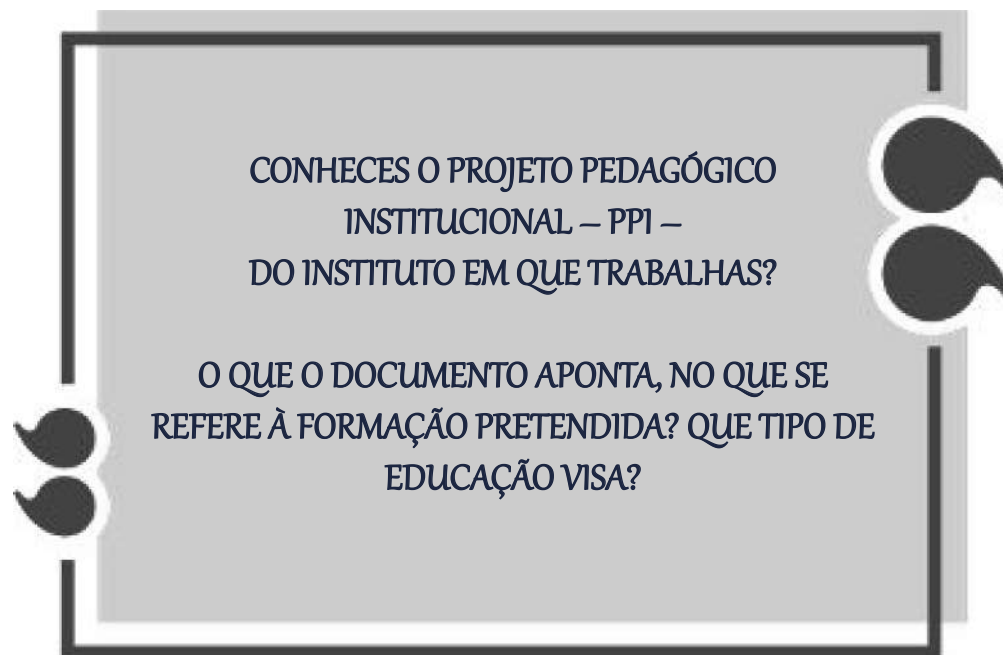 CONHECES O PROJETO PEDAGÓGICO
INSTITUCIONAL – PPI –
DO INSTITUTO EM QUE TRABALHAS?
O QUE O DOCUMENTO APONTA, NO QUE SE
REFERE À FORMAÇÃO PRETENDIDA? QUE TIPO DE
EDUCAÇÃO VISA?